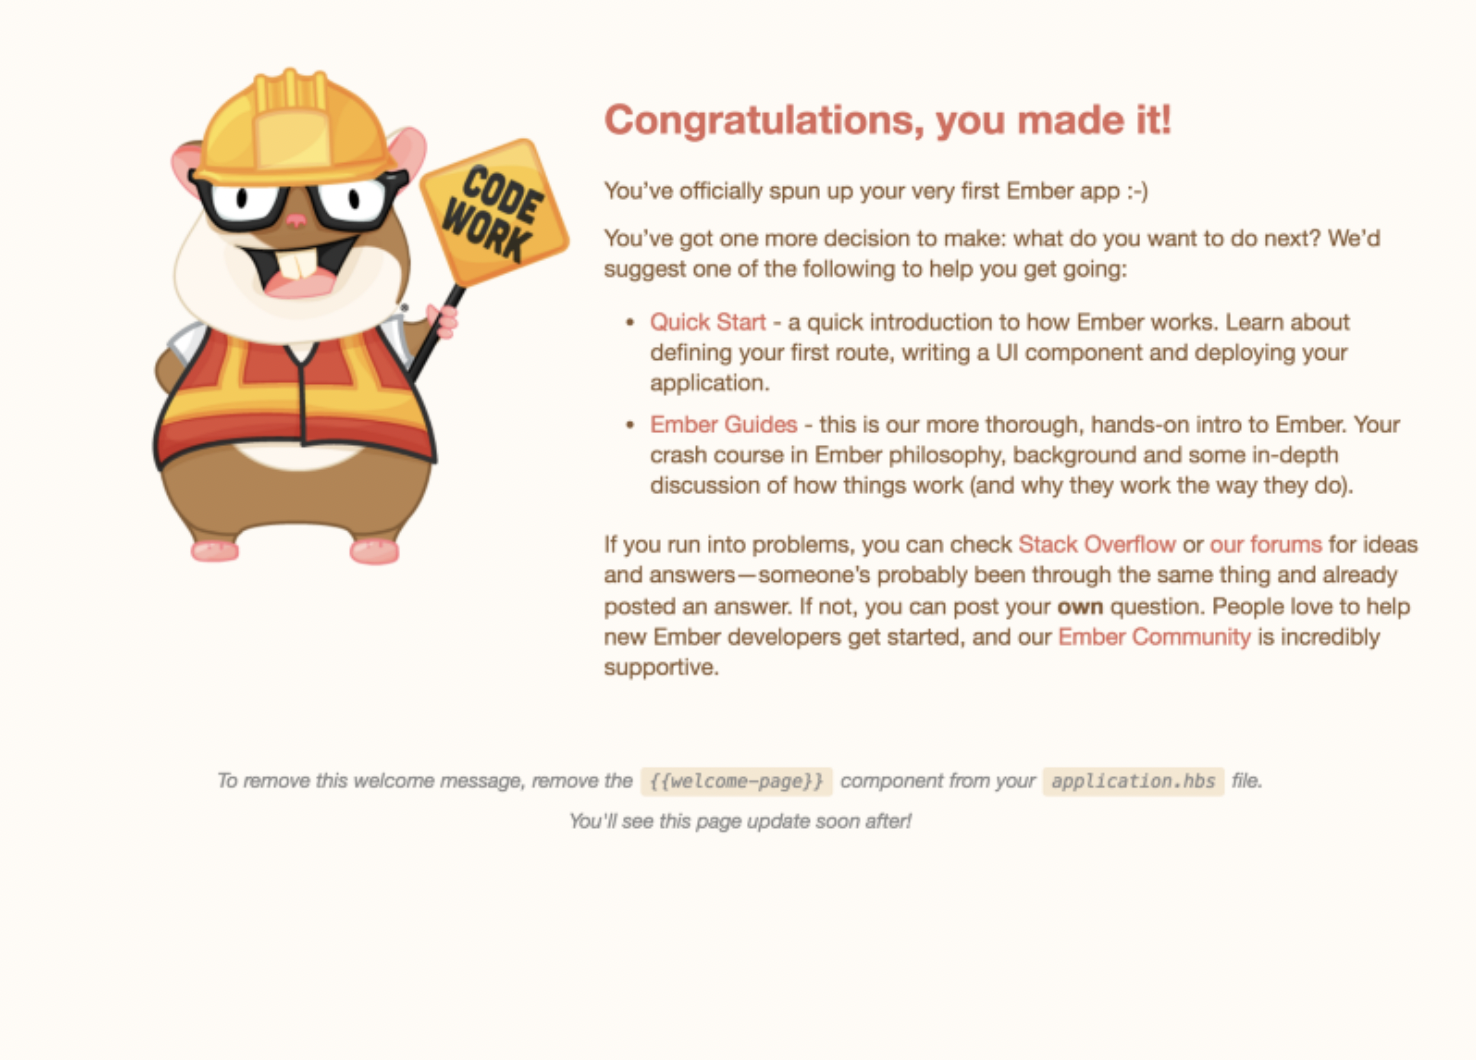 CODE
WORK
Congratulations, you made it!
You’ve officially spun up your very first Ember app :-)
You’ve got one more decision to make: what do you want to do next? We’d
suggest one of the following to help you get going:
• Quick Start - a quick introduction to how Ember works. Learn about
defining your first route, writing a UI component and deploying your
application.
• Ember Guides - this is our more thorough, hands-on intro to Ember. Your
crash course in Ember philosophy, background and some in-depth
discussion of how things work (and why they work the way they do).
If you run into problems, you can check Stack Overflow or our forums for ideas
and answers—someone’s probably been through the same thing and already
posted an answer. If not, you can post your own question. People love to help
new Ember developers get started, and our Ember Community is incredibly
supportive.
To remove this welcome message, remove the {{welcome-page}} component from your application.hbs file.
You'll see this page update soon after!